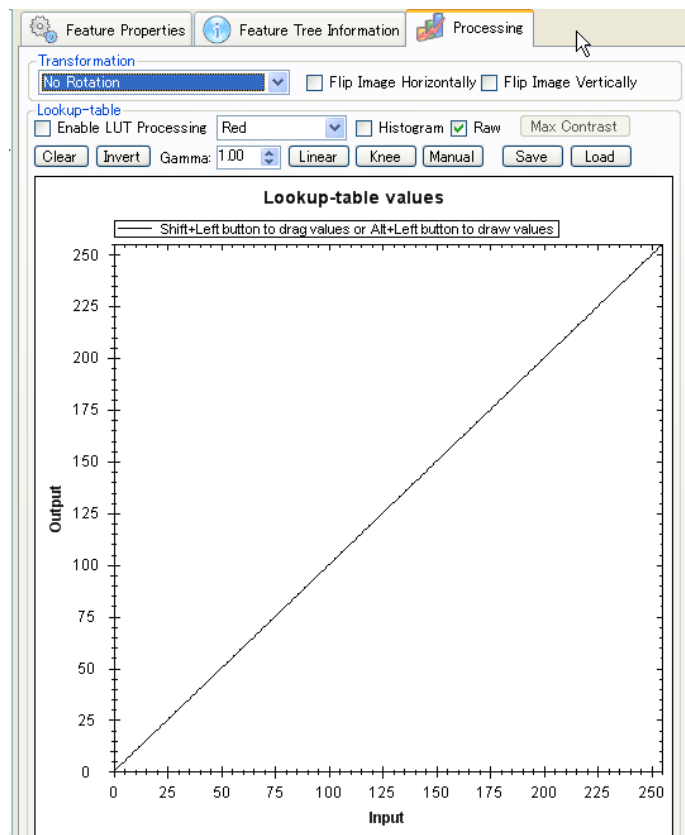 Feature Properties Feature Tree Information Processing
Transformation
No Rotation Flip Image Horizontally Flip Image Vertically
Lookup-table
Enable LUT Processing Red Histogram Raw Max Contrast
Clear Invert Gamma: 1.00 Linear Knee Manual Save Load
Lookup-table values
Shift+Left button to drag values or Alt+Left button to draw values
250
225
200
175
150
125
100
75
50
25
0
Output
0 25 50 75 100 125 150 175 200 225 250
Input